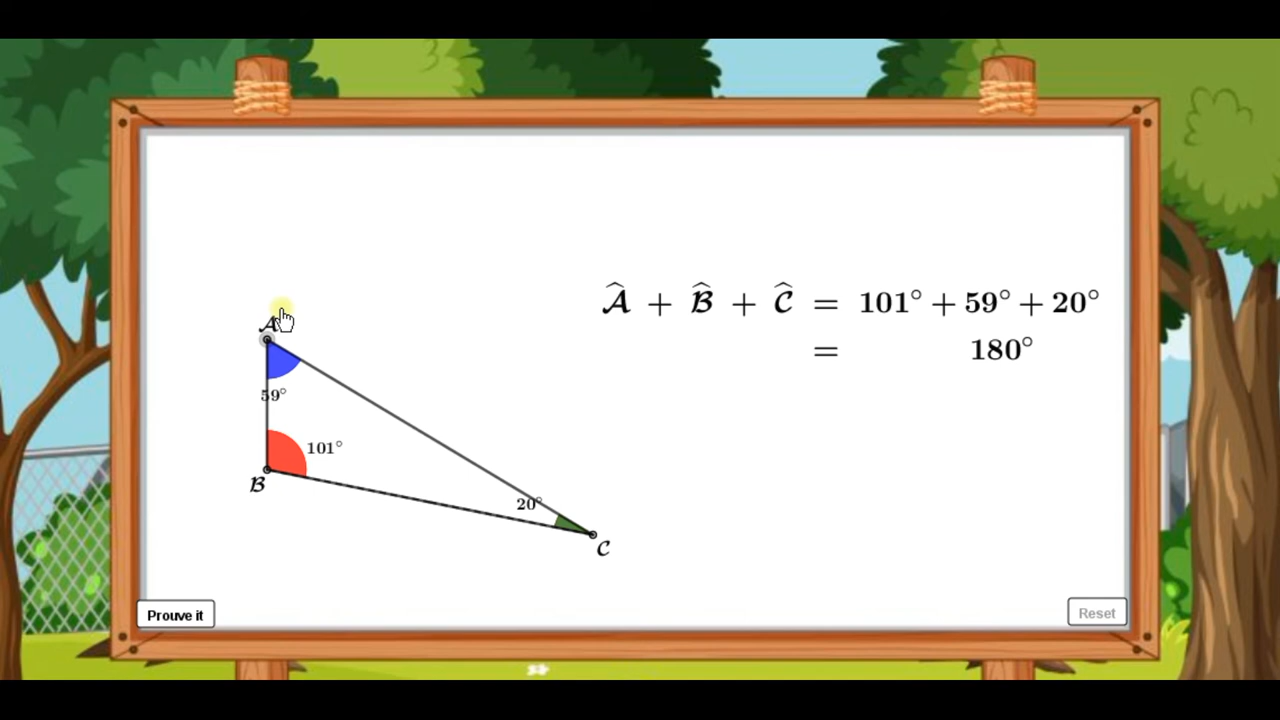 𝒜̂ + ℬ̂ + 𝒞̂ = 101° + 59° + 20°
= 180°
𝒜
59°
101°
ℬ
20°
𝒞
Prouve it
Reset